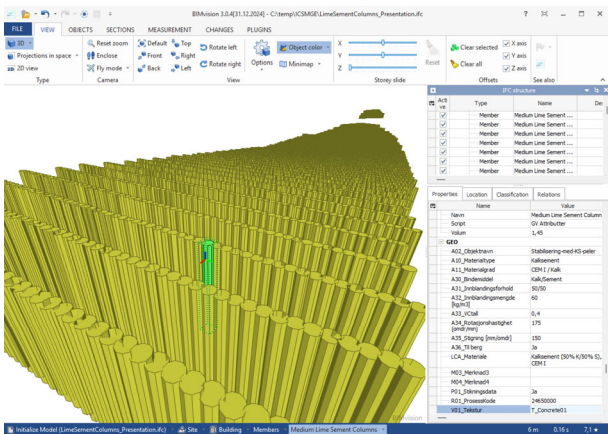 BIMvision 3.0.4(31.12.2024) - C:\temp\ICSMGE\LimeSementColumns_Presentation.ifc
FILE VIEW OBJECTS SECTIONS MEASUREMENT CHANGES PLUGINS
3D
Projections in space
2D view
Type
Reset zoom
Enclose
Fly mode
Camera
Default Top
Front Right
Back Left
Rotate left
Rotate right
View
Options
Object color
Minimap
X
Y
Z
Reset
Storey slide
Clear selected
Clear all
X axis
Y axis
Z axis
Offsets
See also
IFC structure
Active Type Name De
Member Medium Lime Sement ...
Member Medium Lime Sement ...
Member Medium Lime Sement ...
Member Medium Lime Sement ...
Member Medium Lime Sement ...
Member Medium Lime Sement ...
Member Medium Lime Sement ...
Properties Location Classification Relations
Name Value
Navn Medium Lime Sement Column
Script GV Attributter
Volum 1,45
GEO
A02_Objektnavn Stabilisering-med-KS-peler
A10_Materialtype Kalksement
A11_Materialgrad CEM I / Kalk
A30_Bindemiddel Kalk/Sement
A31_Innblandingsforhold 50/50
A32_Innblandingsmengde 60
[kg/m3]
A33_VCtall 0,4
A34_Rotasjonshastighet 175
[omdr/min]
A35_Stigning [mm/omdr] 150
A36_Til berg Ja
LCA_Materiale Kalksement (50% K/50% S),
CEM I
M03_Merknad3
M04_Merknad4
P01_Stikningsdata Ja
R01_ProsessKode 24650000
V01_Tekstur T_Concrete01
BIMvision
Initialize Model (LimeSementColumns_Presentation.ifc) Site Building Members Medium Lime Sement Columns 6 m 0.16 s 7,1